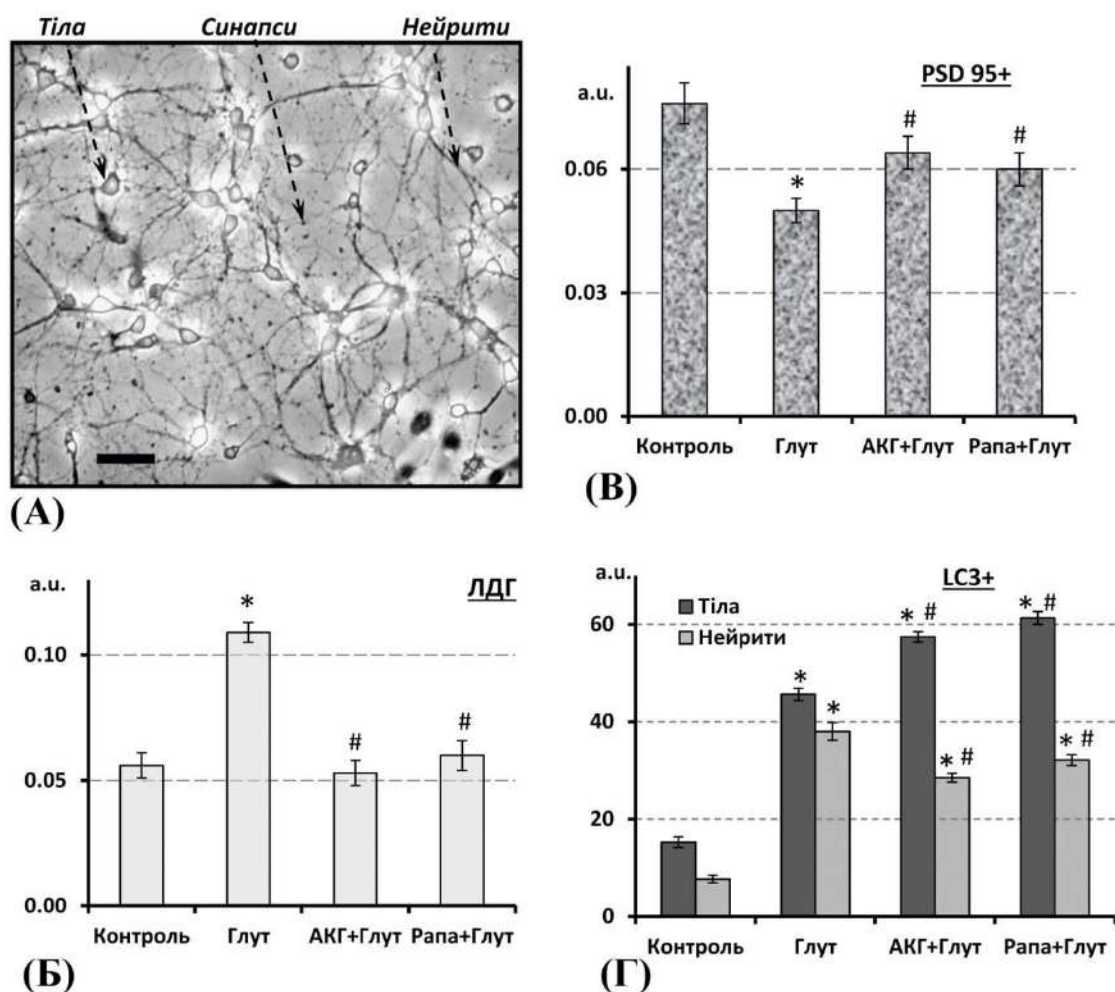 Тіла Синапси Нейрити
(А)
a.u. PSD 95+
#
#
*
0.06
0.03
0.00
Контроль Глут АКГ+Глут Рапа+Глут
(В)
a.u. ЛДГ
*
0.10
#
#
0.05
0.00
Контроль Глут АКГ+Глут Рапа+Глут
(Б)
a.u. LC3+
Тіла
Нейрити
* #
* #
60
*
*
40
* #
* #
20
0
Контроль Глут АКГ+Глут Рапа+Глут
(Г)